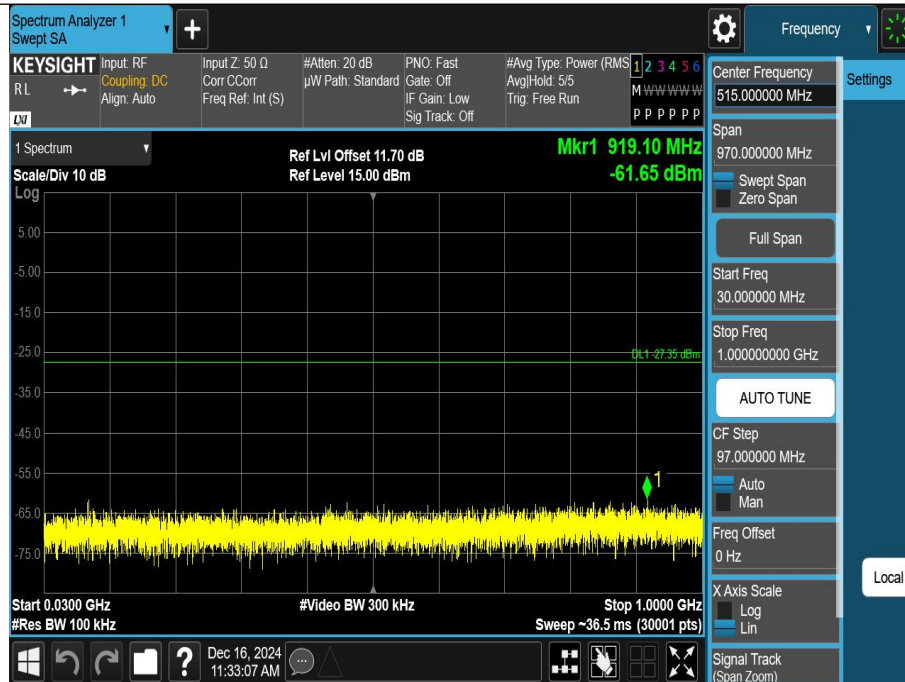 Spectrum Analyzer 1
Swept SA
Frequency
KEYSIGHT
RL
LXI
Input: RF
Coupling: DC
Align: Auto
Input Z: 50 Ω
Corr CCorr
Freq Ref: Int (S)
#Atten: 20 dB
µW Path: Standard
PNO: Fast
Gate: Off
IF Gain: Low
Sig Track: Off
#Avg Type: Power (RMS
Avg|Hold: 5/5
Trig: Free Run
1 2 3 4 5 6
M W W W W W
P P P P P P
1 Spectrum
Scale/Div 10 dB
Log
Ref Lvl Offset 11.70 dB
Ref Level 15.00 dBm
Mkr1 919.10 MHz
-61.65 dBm
5.00
-5.00
-15.0
-25.0
DL1 -27.35 dBm
-35.0
-45.0
-55.0
1
-65.0
-75.0
Start 0.0300 GHz
#Res BW 100 kHz
#Video BW 300 kHz
Stop 1.0000 GHz
Sweep ~36.5 ms (30001 pts)
?
Dec 16, 2024
11:33:07 AM
Center Frequency
515.000000 MHz
Settings
Span
970.000000 MHz
Swept Span
Zero Span
Full Span
Start Freq
30.000000 MHz
Stop Freq
1.000000000 GHz
AUTO TUNE
CF Step
97.000000 MHz
Auto
Man
Freq Offset
0 Hz
Local
X Axis Scale
Log
Lin
Signal Track
(Span Zoom)